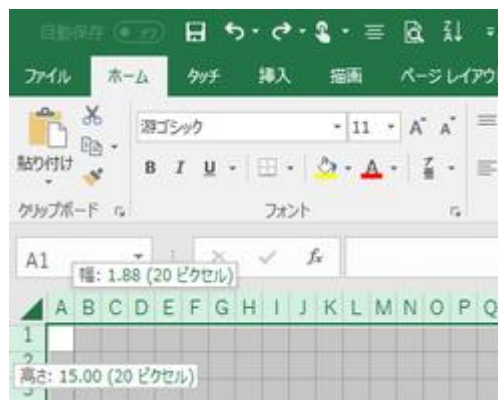 自動保存 オフ
ファイル ホーム タッチ 挿入 描画 ページ レイアウ
貼り付け
游ゴシック 11 A A
B I U A
クリップボード フォント
A1 fx
幅: 1.88 (20 ピクセル)
A B C D E F G H I J K L M N O P Q
1
2
高さ: 15.00 (20 ピクセル)
3